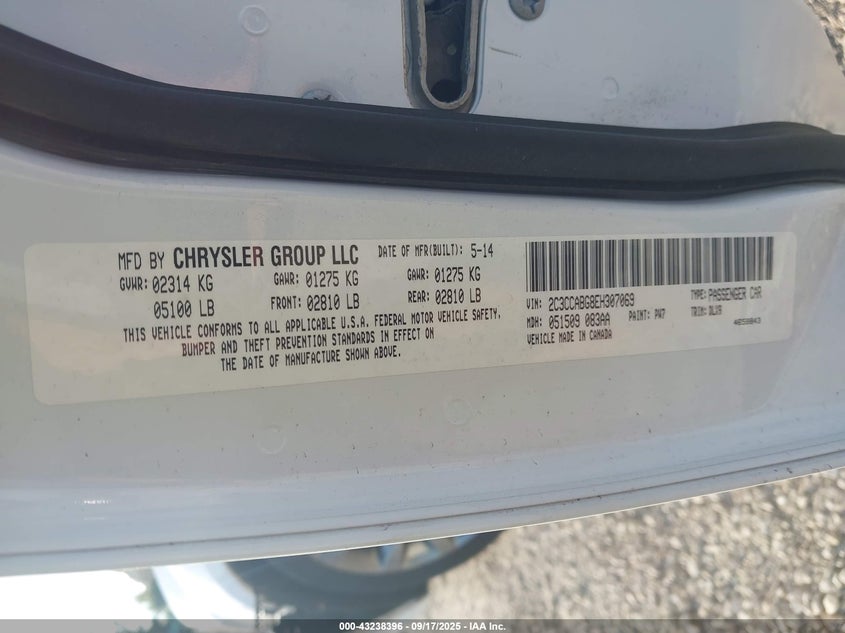 MFD BY CHRYSLER GROUP LLC DATE OF MFR(BUILT): 5-14
GVWR: 02314 KG GAWR: 01275 KG GAWR: 01275 KG
05100 LB FRONT: 02810 LB REAR: 02810 LB
THIS VEHICLE CONFORMS TO ALL APPLICABLE U.S.A. FEDERAL MOTOR VEHICLE SAFETY,
BUMPER AND THEFT PREVENTION STANDARDS IN EFFECT ON
THE DATE OF MANUFACTURE SHOWN ABOVE.
VIN: 2C3CCABG8EH307069 TYPE: PASSENGER CAR
MDH: 051509 083AA PAINT: PW7 TRIM: DLX9
VEHICLE MADE IN CANADA 4658843
000-43238396 - 09/17/2025 - IAA Inc.